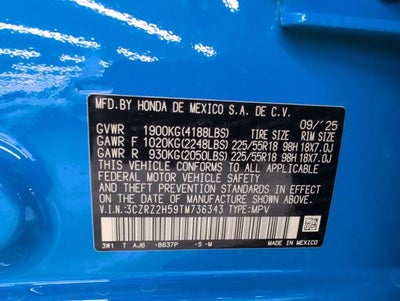 MFD.BY HONDA DE MEXICO S.A. DE C.V.
09/'25
GVWR 1900KG(4188LBS) TIRE SIZE RIM SIZE
GAWR F 1020KG(2248LBS) 225/55R18 98H 18X7.0J
GAWR R 930KG(2050LBS) 225/55R18 98H 18X7.0J
THIS VEHICLE CONFORMS TO ALL APPLICABLE
FEDERAL MOTOR VEHICLE SAFETY STANDARDS IN EFFECT
ON THE DATE OF MANUFACTURE SHOWN ABOVE.
V.I.N.:3CZRZ2H59TM736343 TYPE:MPV
3W1 T AJ6 B637P -S-M MADE IN MEXICO